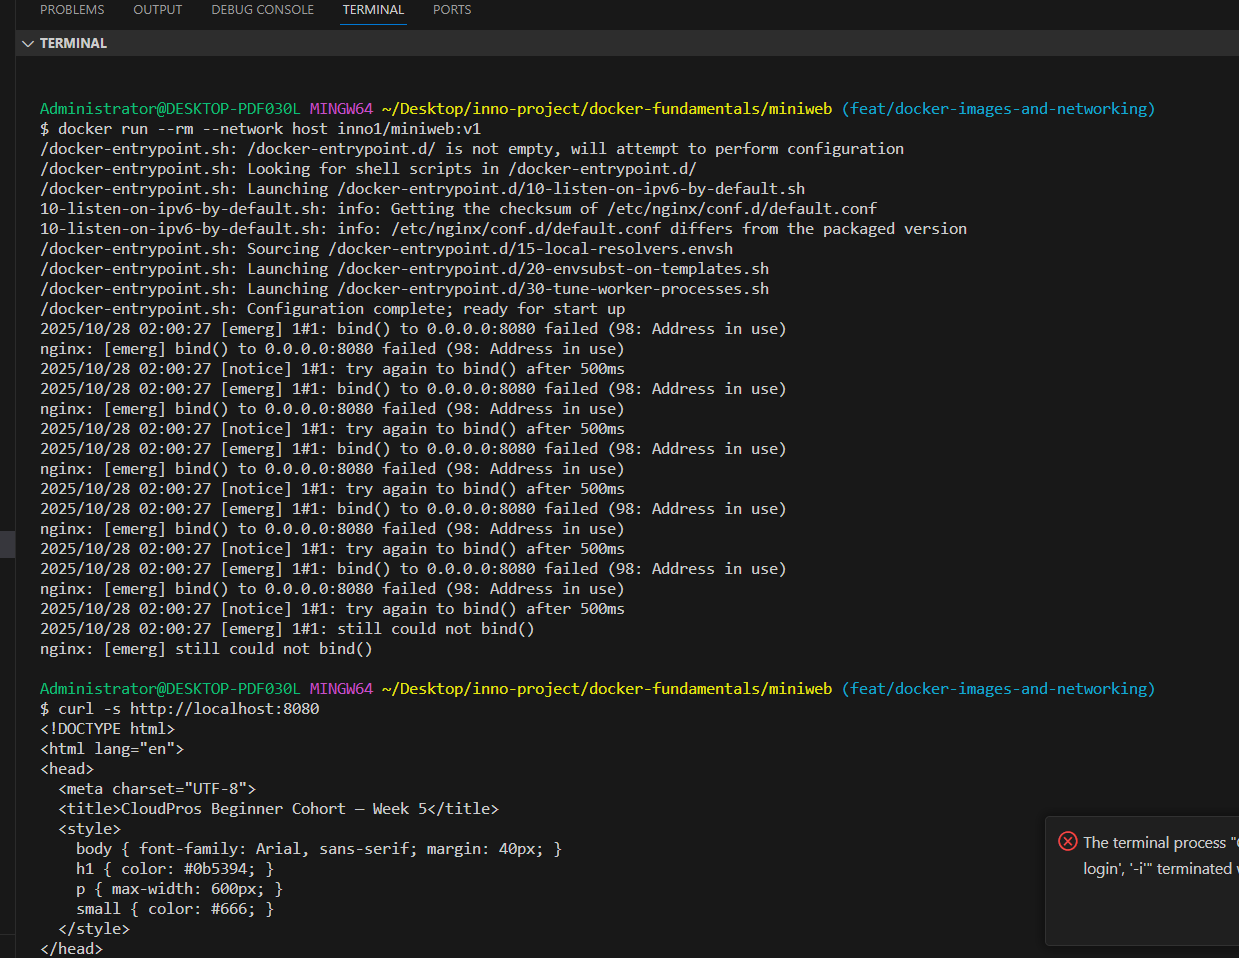 PROBLEMS OUTPUT DEBUG CONSOLE TERMINAL PORTS
TERMINAL
Administrator@DESKTOP-PDF030L MINGW64 ~/Desktop/inno-project/docker-fundamentals/miniweb (feat/docker-images-and-networking)
$ docker run --rm --network host inno1/miniweb:v1
/docker-entrypoint.sh: /docker-entrypoint.d/ is not empty, will attempt to perform configuration
/docker-entrypoint.sh: Looking for shell scripts in /docker-entrypoint.d/
/docker-entrypoint.sh: Launching /docker-entrypoint.d/10-listen-on-ipv6-by-default.sh
10-listen-on-ipv6-by-default.sh: info: Getting the checksum of /etc/nginx/conf.d/default.conf
10-listen-on-ipv6-by-default.sh: info: /etc/nginx/conf.d/default.conf differs from the packaged version
/docker-entrypoint.sh: Sourcing /docker-entrypoint.d/15-local-resolvers.envsh
/docker-entrypoint.sh: Launching /docker-entrypoint.d/20-envsubst-on-templates.sh
/docker-entrypoint.sh: Launching /docker-entrypoint.d/30-tune-worker-processes.sh
/docker-entrypoint.sh: Configuration complete; ready for start up
2025/10/28 02:00:27 [emerg] 1#1: bind() to 0.0.0.0:8080 failed (98: Address in use)
nginx: [emerg] bind() to 0.0.0.0:8080 failed (98: Address in use)
2025/10/28 02:00:27 [notice] 1#1: try again to bind() after 500ms
2025/10/28 02:00:27 [emerg] 1#1: bind() to 0.0.0.0:8080 failed (98: Address in use)
nginx: [emerg] bind() to 0.0.0.0:8080 failed (98: Address in use)
2025/10/28 02:00:27 [notice] 1#1: try again to bind() after 500ms
2025/10/28 02:00:27 [emerg] 1#1: bind() to 0.0.0.0:8080 failed (98: Address in use)
nginx: [emerg] bind() to 0.0.0.0:8080 failed (98: Address in use)
2025/10/28 02:00:27 [notice] 1#1: try again to bind() after 500ms
2025/10/28 02:00:27 [emerg] 1#1: bind() to 0.0.0.0:8080 failed (98: Address in use)
nginx: [emerg] bind() to 0.0.0.0:8080 failed (98: Address in use)
2025/10/28 02:00:27 [notice] 1#1: try again to bind() after 500ms
2025/10/28 02:00:27 [emerg] 1#1: bind() to 0.0.0.0:8080 failed (98: Address in use)
nginx: [emerg] bind() to 0.0.0.0:8080 failed (98: Address in use)
2025/10/28 02:00:27 [notice] 1#1: try again to bind() after 500ms
2025/10/28 02:00:27 [emerg] 1#1: still could not bind()
nginx: [emerg] still could not bind()
Administrator@DESKTOP-PDF030L MINGW64 ~/Desktop/inno-project/docker-fundamentals/miniweb (feat/docker-images-and-networking)
$ curl -s http://localhost:8080
<!DOCTYPE html>
<html lang="en">
<head>
  <meta charset="UTF-8">
  <title>CloudPros Beginner Cohort — Week 5</title>
  <style>
    body { font-family: Arial, sans-serif; margin: 40px; }
    h1 { color: #0b5394; }
    p { max-width: 600px; }
    small { color: #666; }
  </style>
</head>
The terminal process "
login', '-i'" terminated